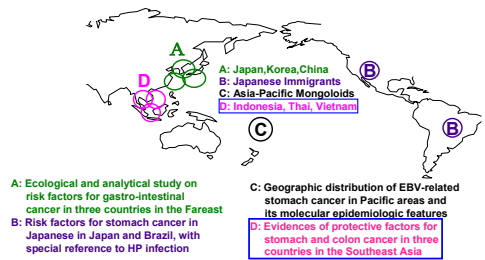 A
D
A: Japan,Korea,China
B: Japanese Immigrants
C: Asia-Pacific Mongoloids
D: Indonesia, Thai, Vietnam
B
C
B
A: Ecological and analytical study on
risk factors for gastro-intestinal
cancer in three countries in the Fareast
B: Risk factors for stomach cancer in
Japanese in Japan and Brazil, with
special reference to HP infection
C: Geographic distribution of EBV-related
stomach cancer in Pacific areas and
its molecular epidemiologic features
D: Evidences of protective factors for
stomach and colon cancer in three
countries in the Southeast Asia